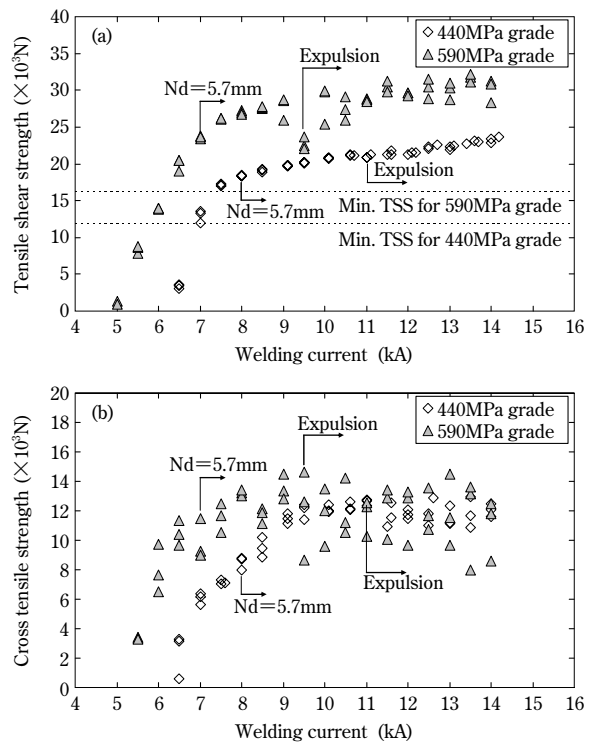 (a)
440MPa grade
590MPa grade
Expulsion
Nd=5.7mm
Nd=5.7mm
Expulsion
Min. TSS for 590MPa grade
Min. TSS for 440MPa grade
Tensile shear strength (×10³N)
40
35
30
25
20
15
10
5
0
4 5 6 7 8 9 10 11 12 13 14 15 16
Welding current (kA)
(b)
440MPa grade
590MPa grade
Expulsion
Nd=5.7mm
Nd=5.7mm
Expulsion
Cross tensile strength (×10³N)
20
18
16
14
12
10
8
6
4
2
0
4 5 6 7 8 9 10 11 12 13 14 15 16
Welding current (kA)